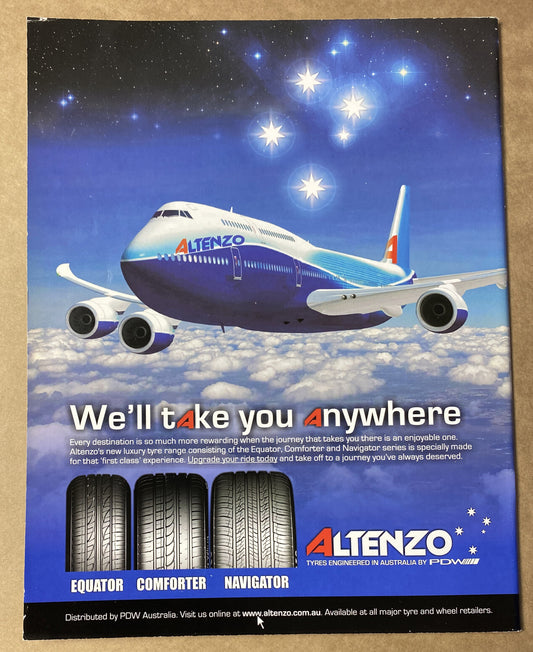 ALTENZO
We'll take you anywhere
Every destination is so much more rewarding when the journey that takes you there is an enjoyable one.
Altenzo's new luxury tyre range consisting of the Equator, Comforter and Navigator series is specially made
for that 'first class' experience. Upgrade your ride today and take off to a journey you've always deserved.
ALTENZO
TYRES ENGINEERED IN AUSTRALIA BY PDW
EQUATOR COMFORTER NAVIGATOR
Distributed by PDW Australia. Visit us online at www.altenzo.com.au. Available at all major tyre and wheel retailers.